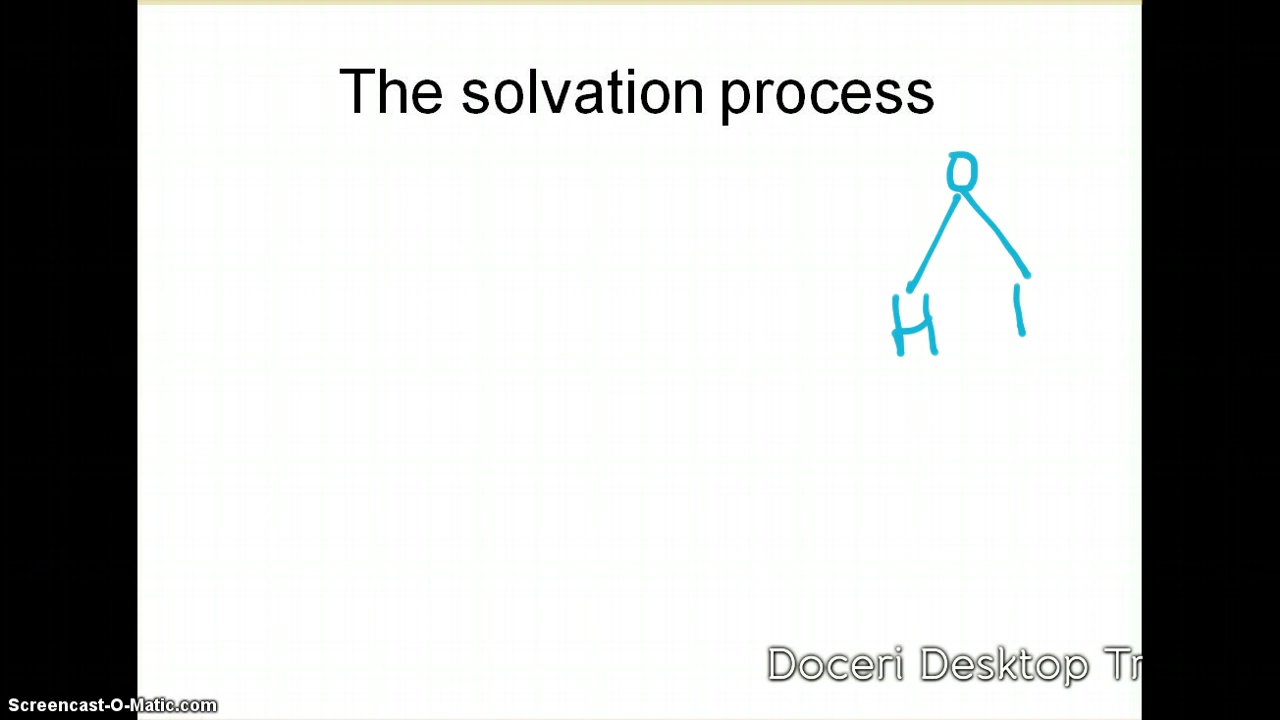 The solvation process
O
H I
Doceri Desktop Tr
Screencast-O-Matic.com